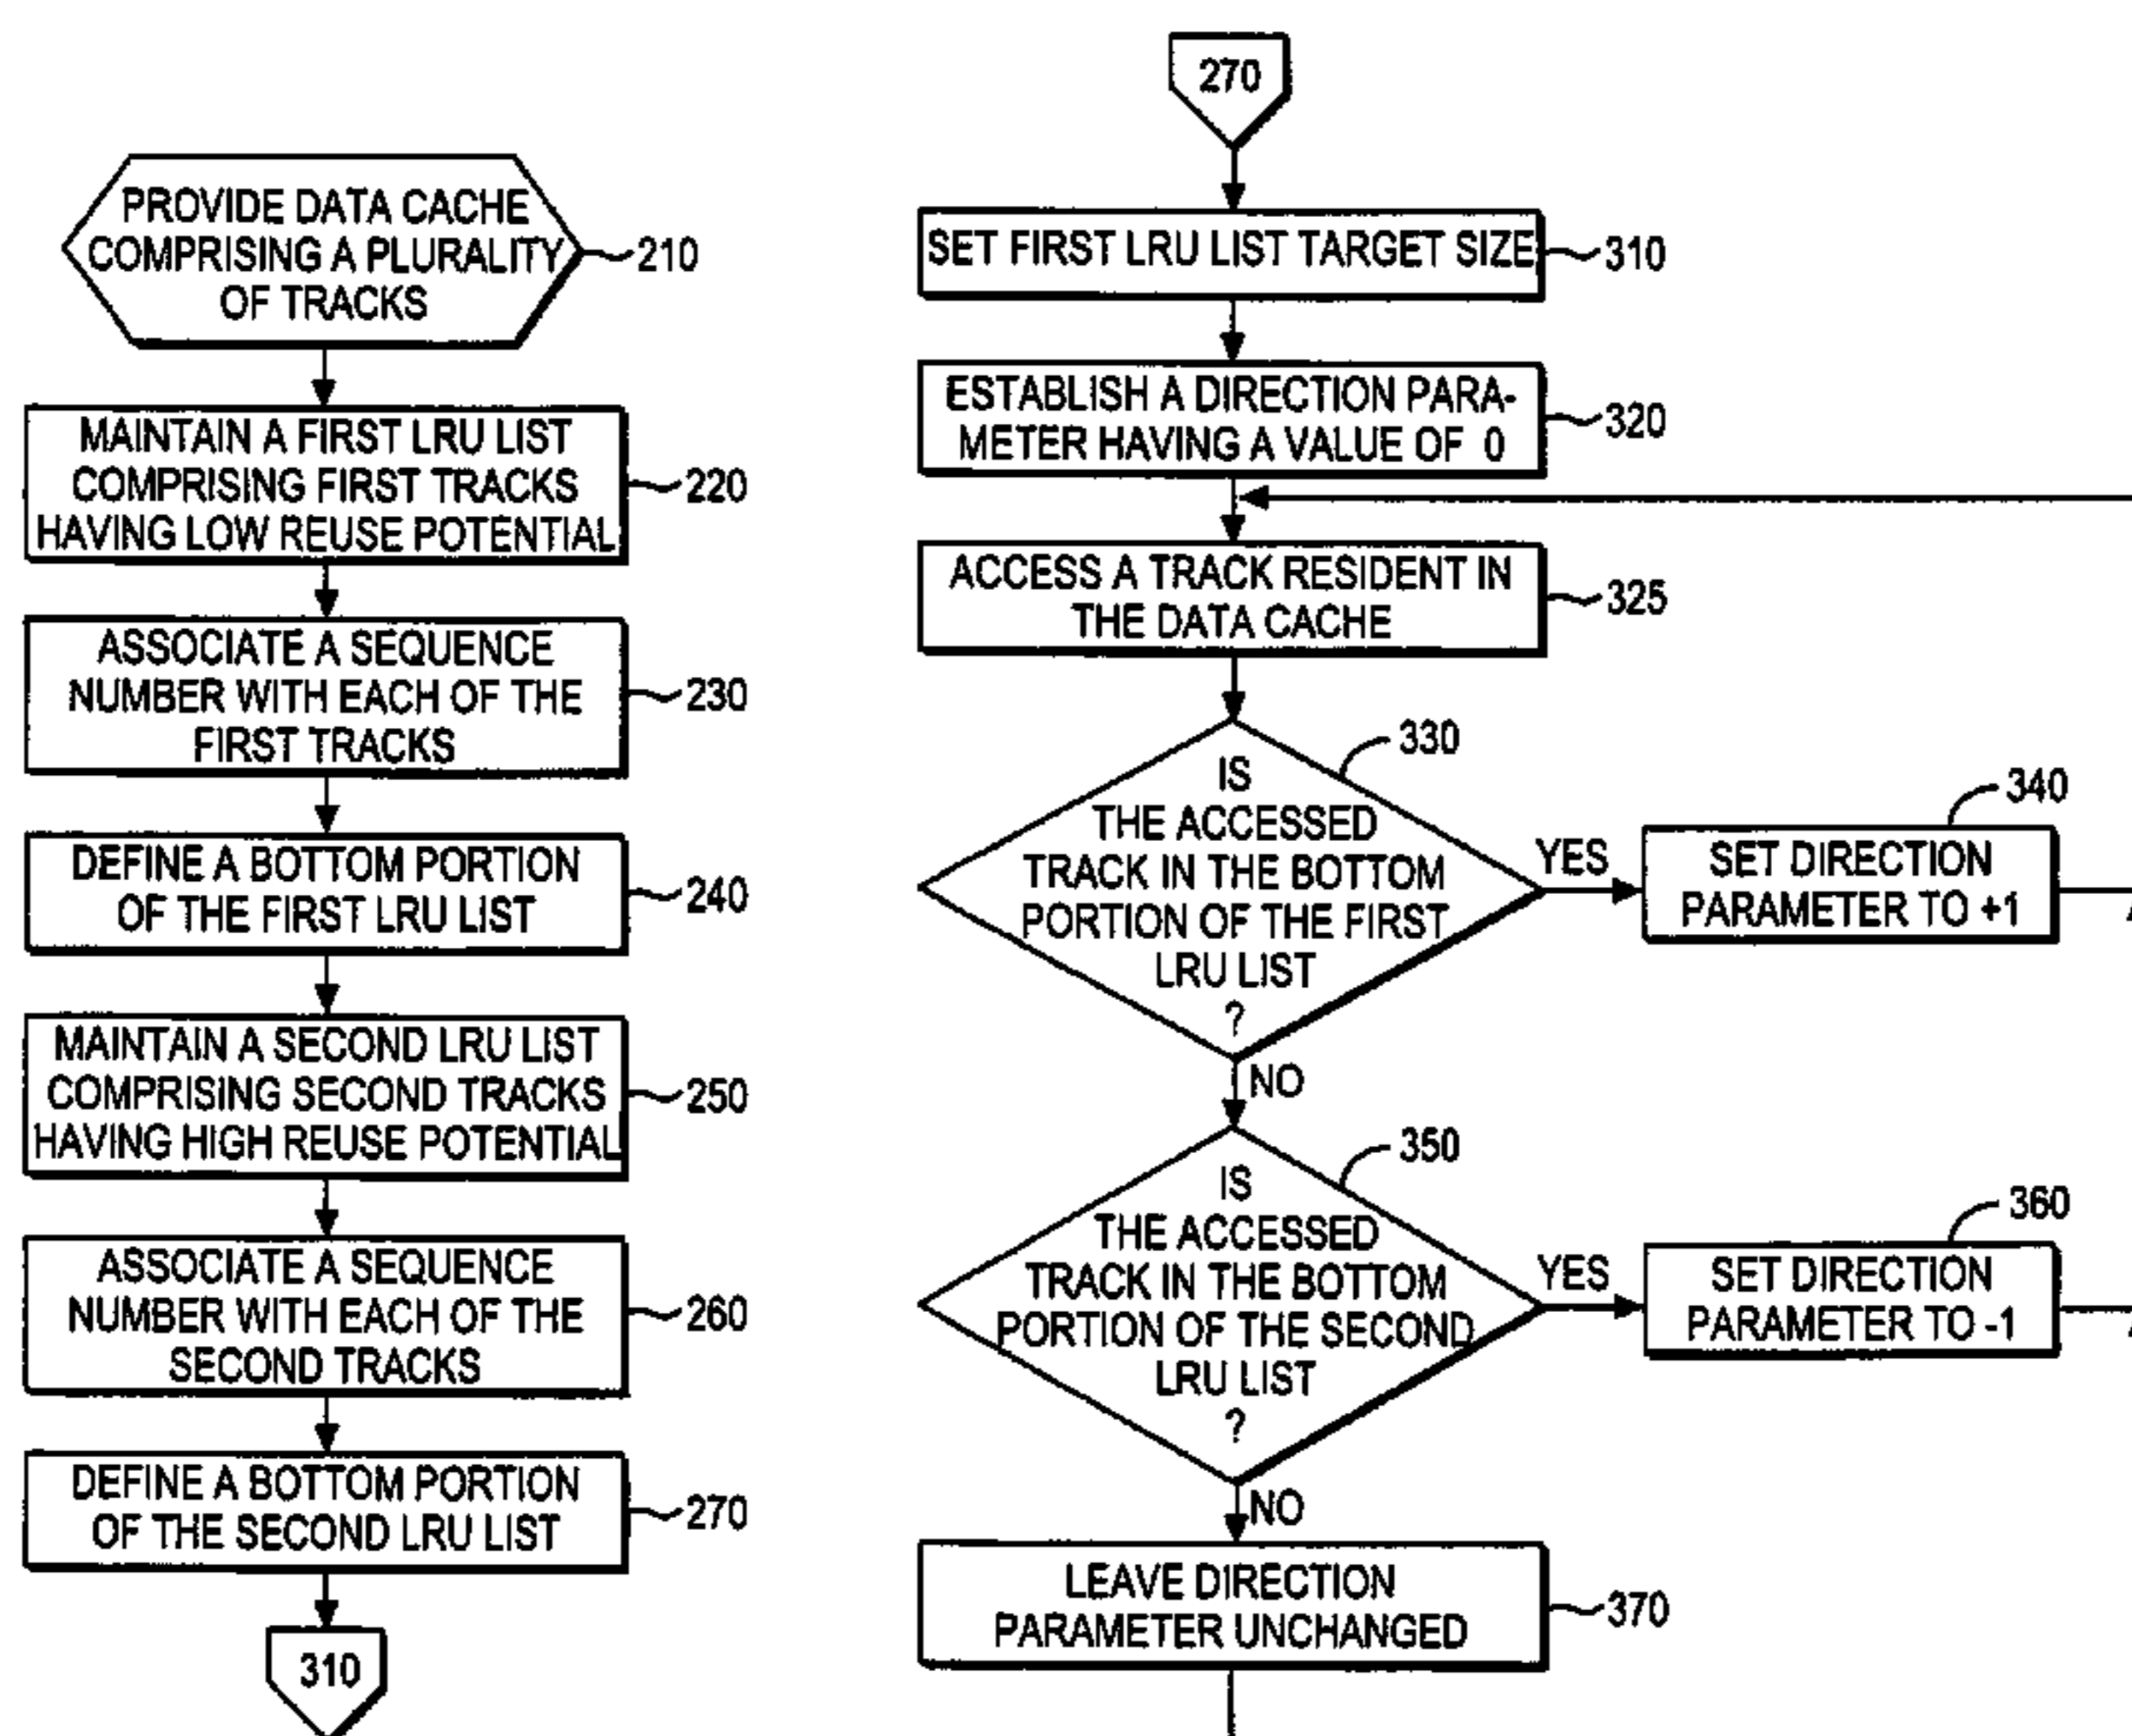 PROVIDE DATA CACHE
COMPRISING A PLURALITY
OF TRACKS
210
MAINTAIN A FIRST LRU LIST
COMPRISING FIRST TRACKS
HAVING LOW REUSE POTENTIAL
220
ASSOCIATE A SEQUENCE
NUMBER WITH EACH OF THE
FIRST TRACKS
230
DEFINE A BOTTOM PORTION
OF THE FIRST LRU LIST
240
MAINTAIN A SECOND LRU LIST
COMPRISING SECOND TRACKS
HAVING HIGH REUSE POTENTIAL
250
ASSOCIATE A SEQUENCE
NUMBER WITH EACH OF THE
SECOND TRACKS
260
DEFINE A BOTTOM PORTION
OF THE SECOND LRU LIST
270
310
270
SET FIRST LRU LIST TARGET SIZE
310
ESTABLISH A DIRECTION PARA-
METER HAVING A VALUE OF 0
320
ACCESS A TRACK RESIDENT IN
THE DATA CACHE
325
IS
THE ACCESSED
TRACK IN THE BOTTOM
PORTION OF THE FIRST
LRU LIST
?
330
YES
SET DIRECTION
PARAMETER TO +1
340
NO
IS
THE ACCESSED
TRACK IN THE BOTTOM
PORTION OF THE SECOND
LRU LIST
?
350
YES
SET DIRECTION
PARAMETER TO -1
360
NO
LEAVE DIRECTION
PARAMETER UNCHANGED
370